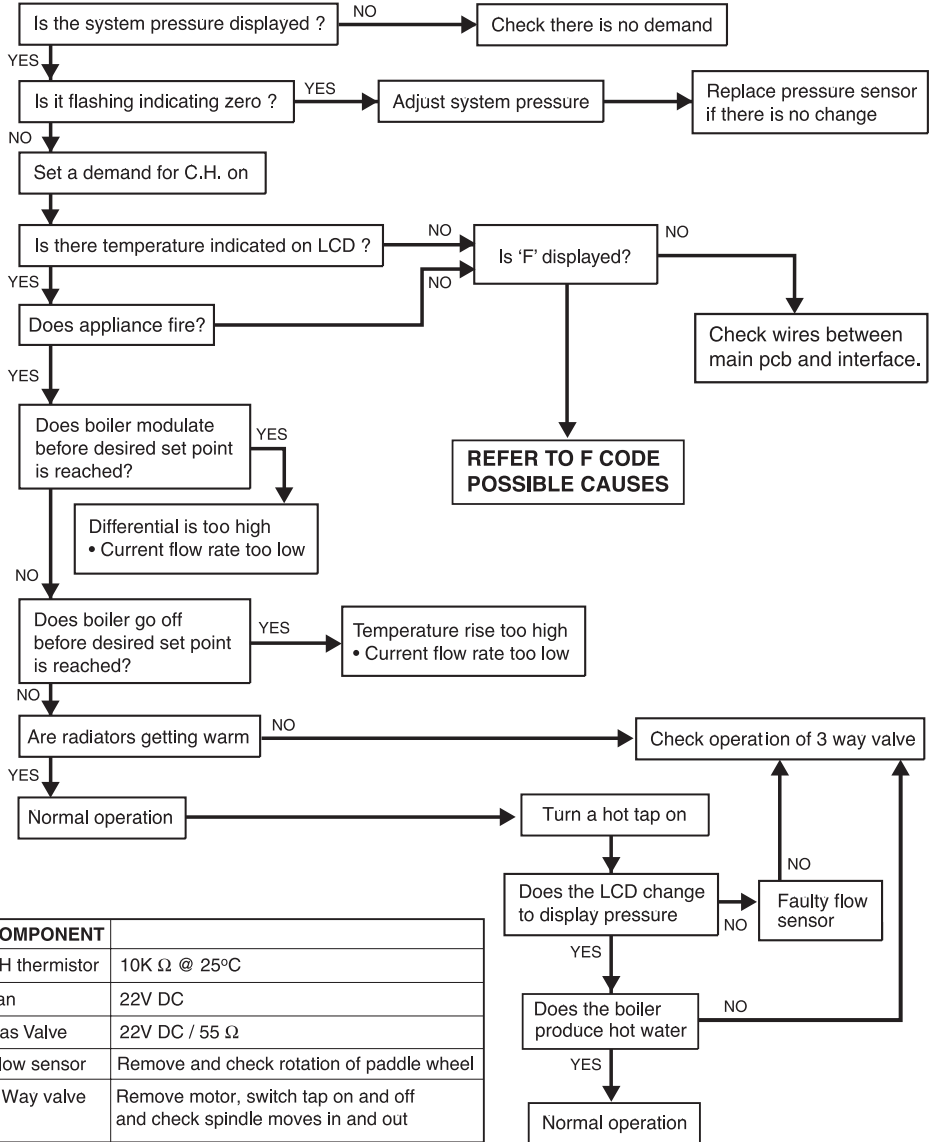 Is the system pressure displayed ?
NO
Check there is no demand
YES
Is it flashing indicating zero ?
YES
Adjust system pressure
Replace pressure sensor
if there is no change
NO
Set a demand for C.H. on
Is there temperature indicated on LCD ?
NO
Is ‘F’ displayed?
NO
YES
NO
Does appliance fire?
Check wires between
main pcb and interface.
YES
Does boiler modulate
before desired set point
is reached?
YES
REFER TO F CODE
POSSIBLE CAUSES
Differential is too high
• Current flow rate too low
NO
Does boiler go off
before desired set point
is reached?
YES
Temperature rise too high
• Current flow rate too low
NO
Are radiators getting warm
NO
Check operation of 3 way valve
YES
Normal operation
Turn a hot tap on
NO
Does the LCD change
to display pressure
NO
Faulty flow
sensor
YES
Does the boiler
produce hot water
NO
YES
Normal operation
OMPONENT
H thermistor 10K Ω @ 25ºC
an 22V DC
as Valve 22V DC / 55 Ω
low sensor Remove and check rotation of paddle wheel
Way valve Remove motor, switch tap on and off
and check spindle moves in and out